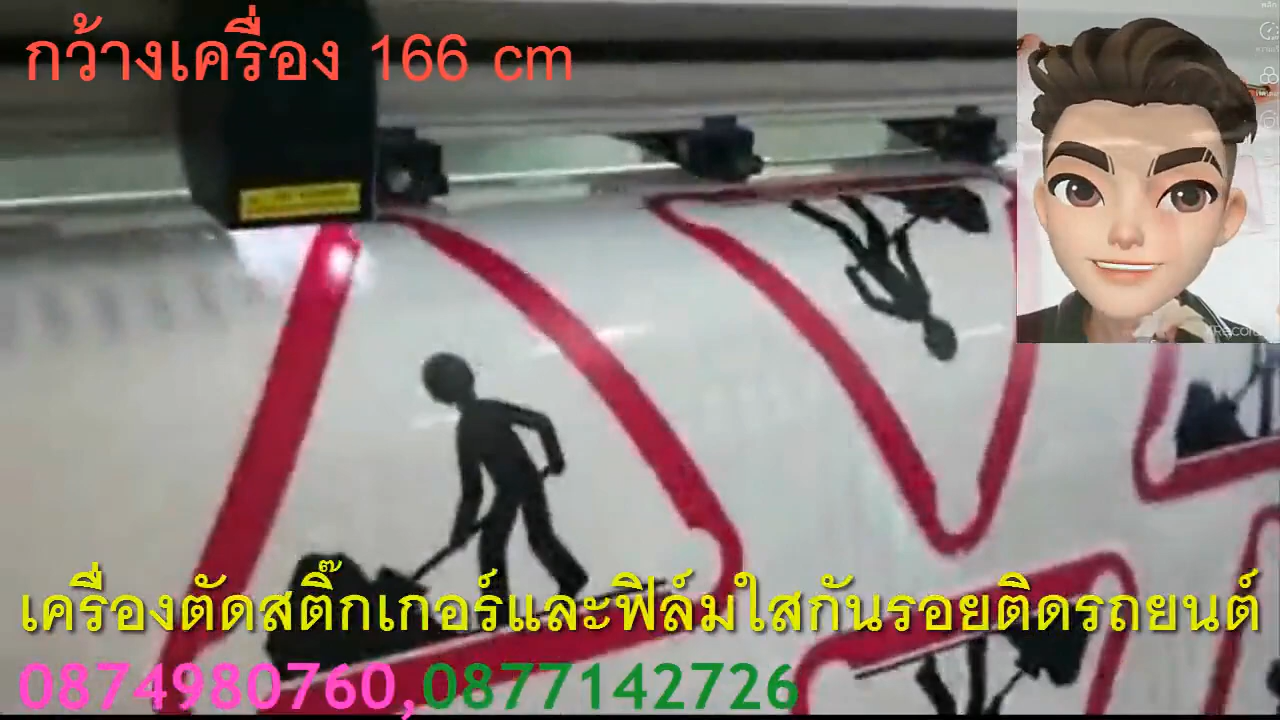 กว้างเครื่อง 166 cm
เครื่องตัดสติ๊กเกอร์และฟิล์มใสกันรอยติดรถยนต์
0874980760,0877142726